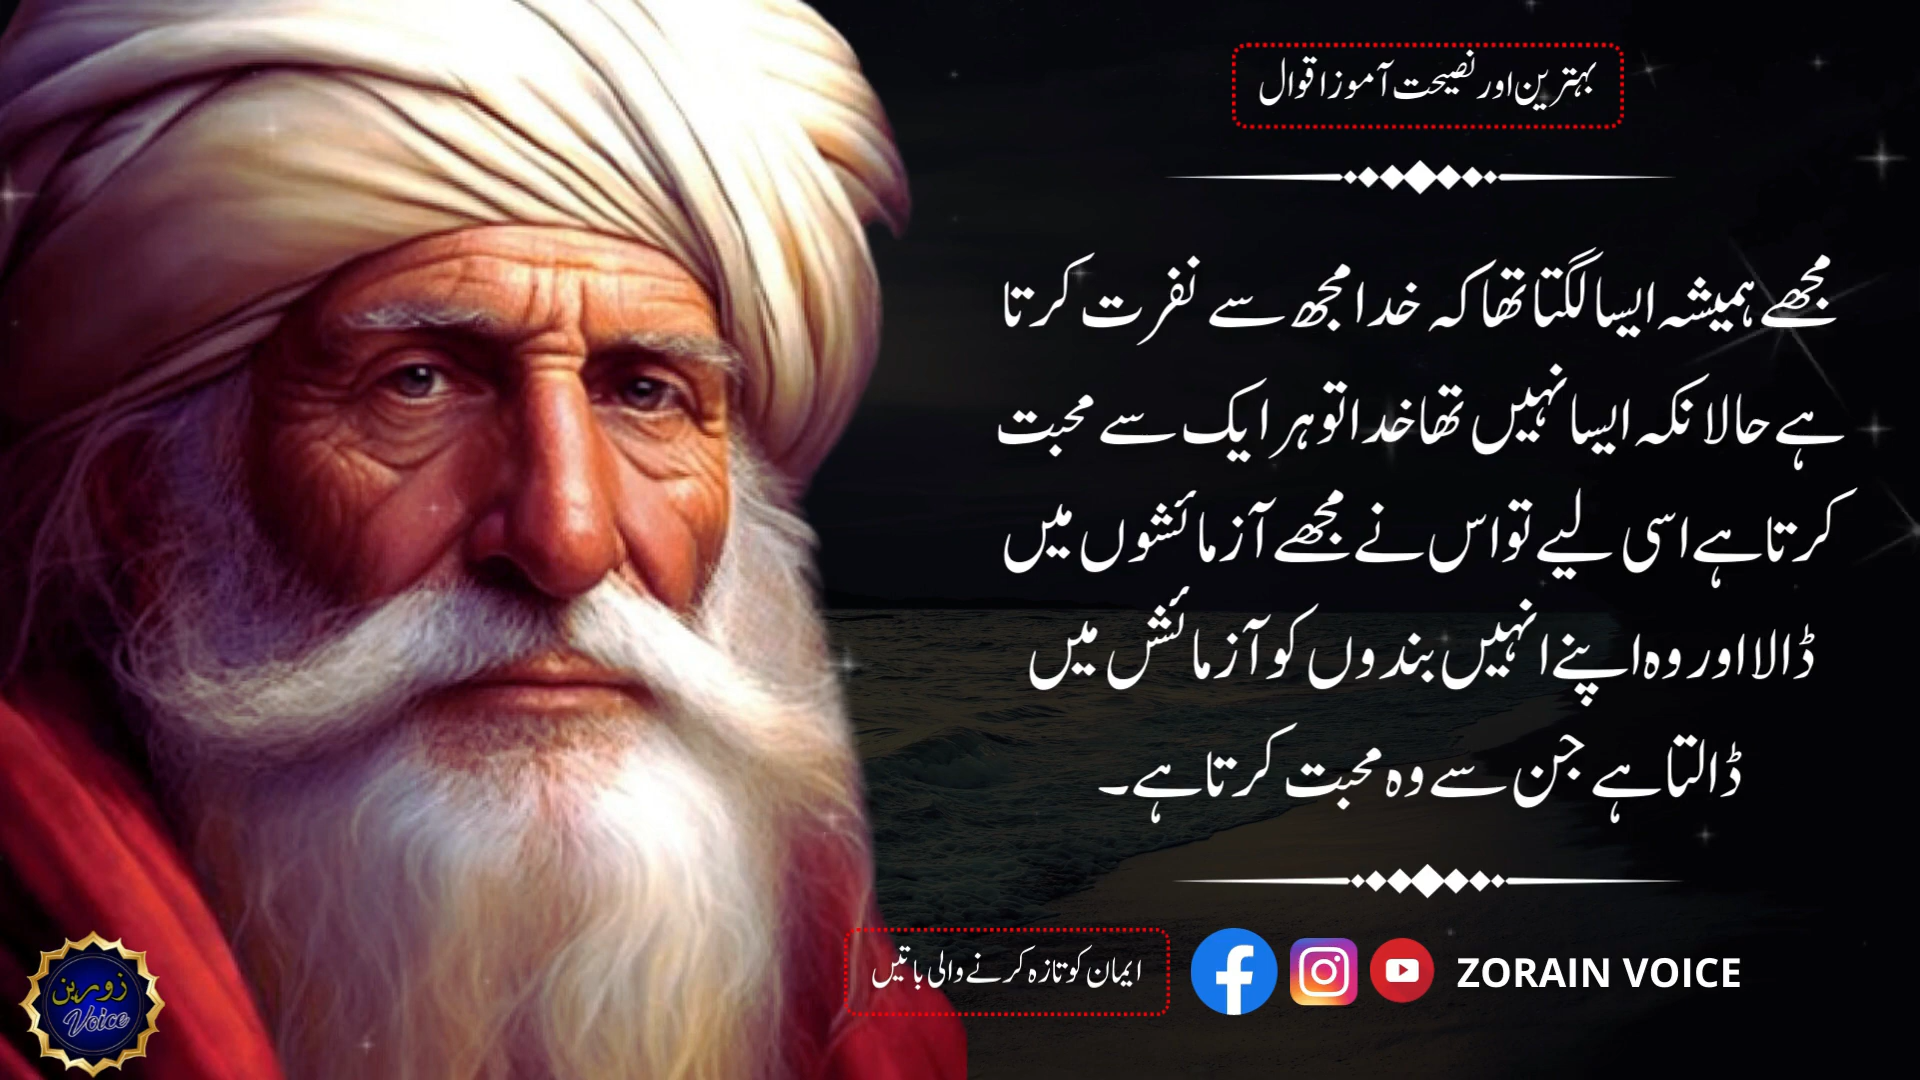 بہترین اور نصیحت آموز اقوال
مجھے ہمیشہ ایسا لگتا تھا کہ خدا مجھ سے نفرت کرتا
ہے حالانکہ ایسا نہیں تھا خدا تو ہر ایک سے محبت
کرتا ہے اسی لیے تو اس نے مجھے آزمائشوں میں
ڈالا اور وہ اپنے انہیں بندوں کو آزمائش میں
ڈالتا ہے جن سے وہ محبت کرتا ہے۔
ایمان کو تازہ کرنے والی باتیں
ZORAIN VOICE
زورین
Voice